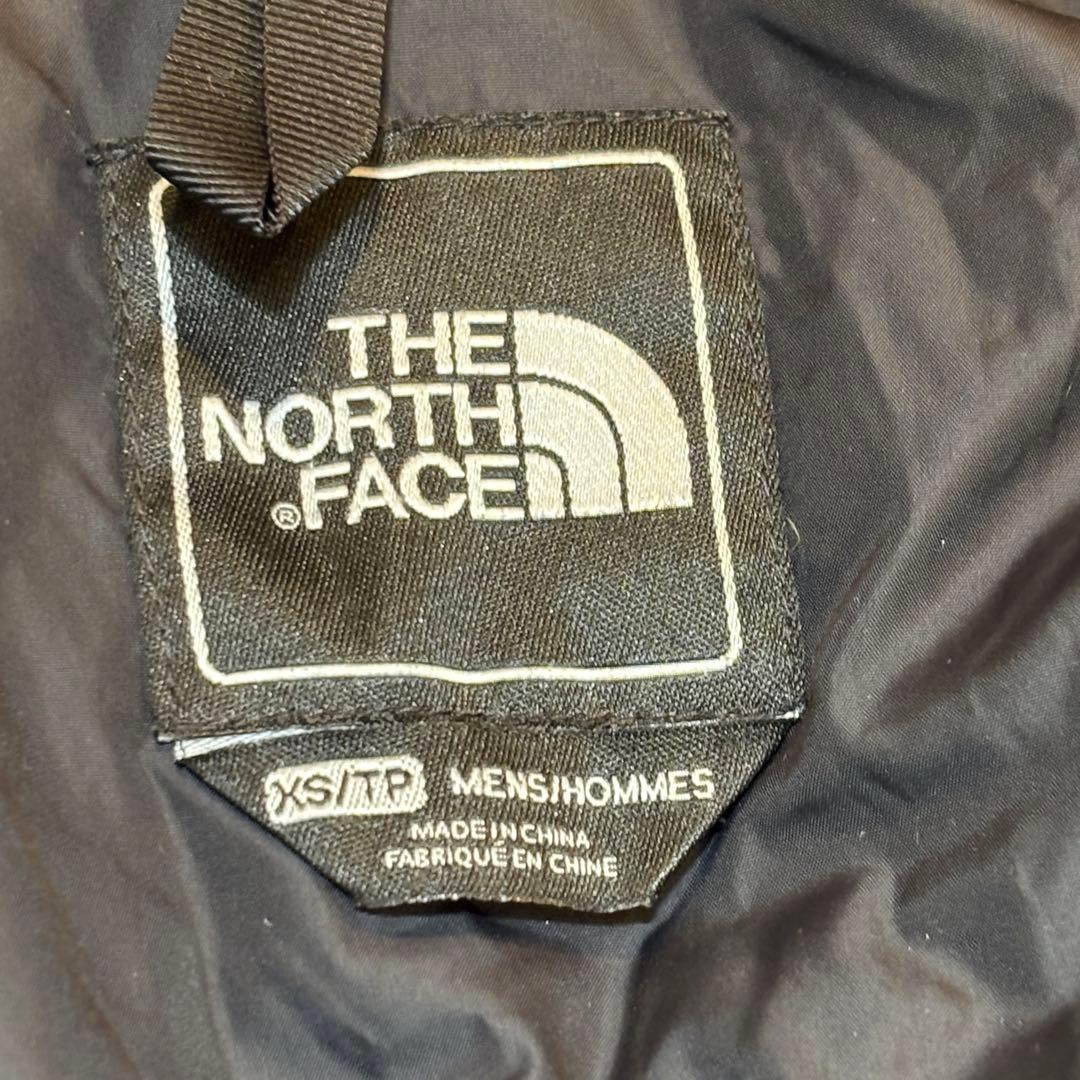 THE
NORTH
®FACE
XS/TP MENS/HOMMES
MADE IN CHINA
FABRIQUÉ EN CHINE